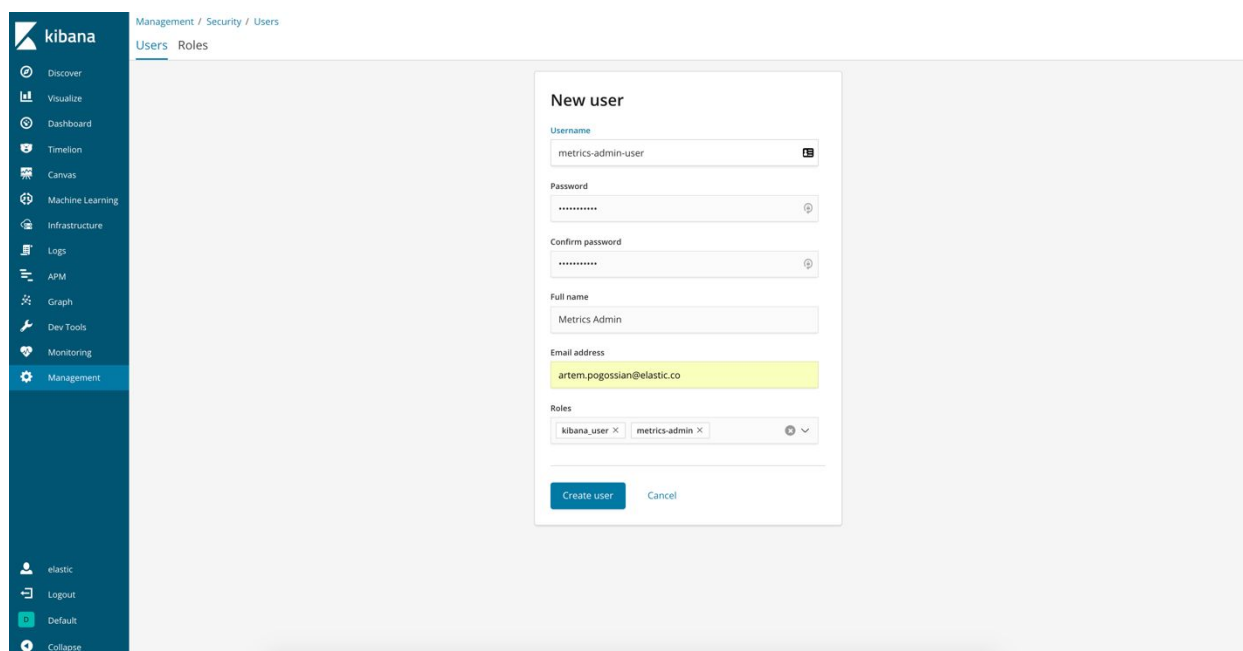 kibana
Discover
Visualize
Dashboard
Timelion
Canvas
Machine Learning
Infrastructure
Logs
APM
Graph
Dev Tools
Monitoring
Management
elastic
Logout
D Default
Collapse
Management / Security / Users
Users Roles
New user
Username
metrics-admin-user
Password
•••••••••••
Confirm password
•••••••••••
Full name
Metrics Admin
Email address
artem.pogossian@elastic.co
Roles
kibana_user × metrics-admin ×
Create user Cancel